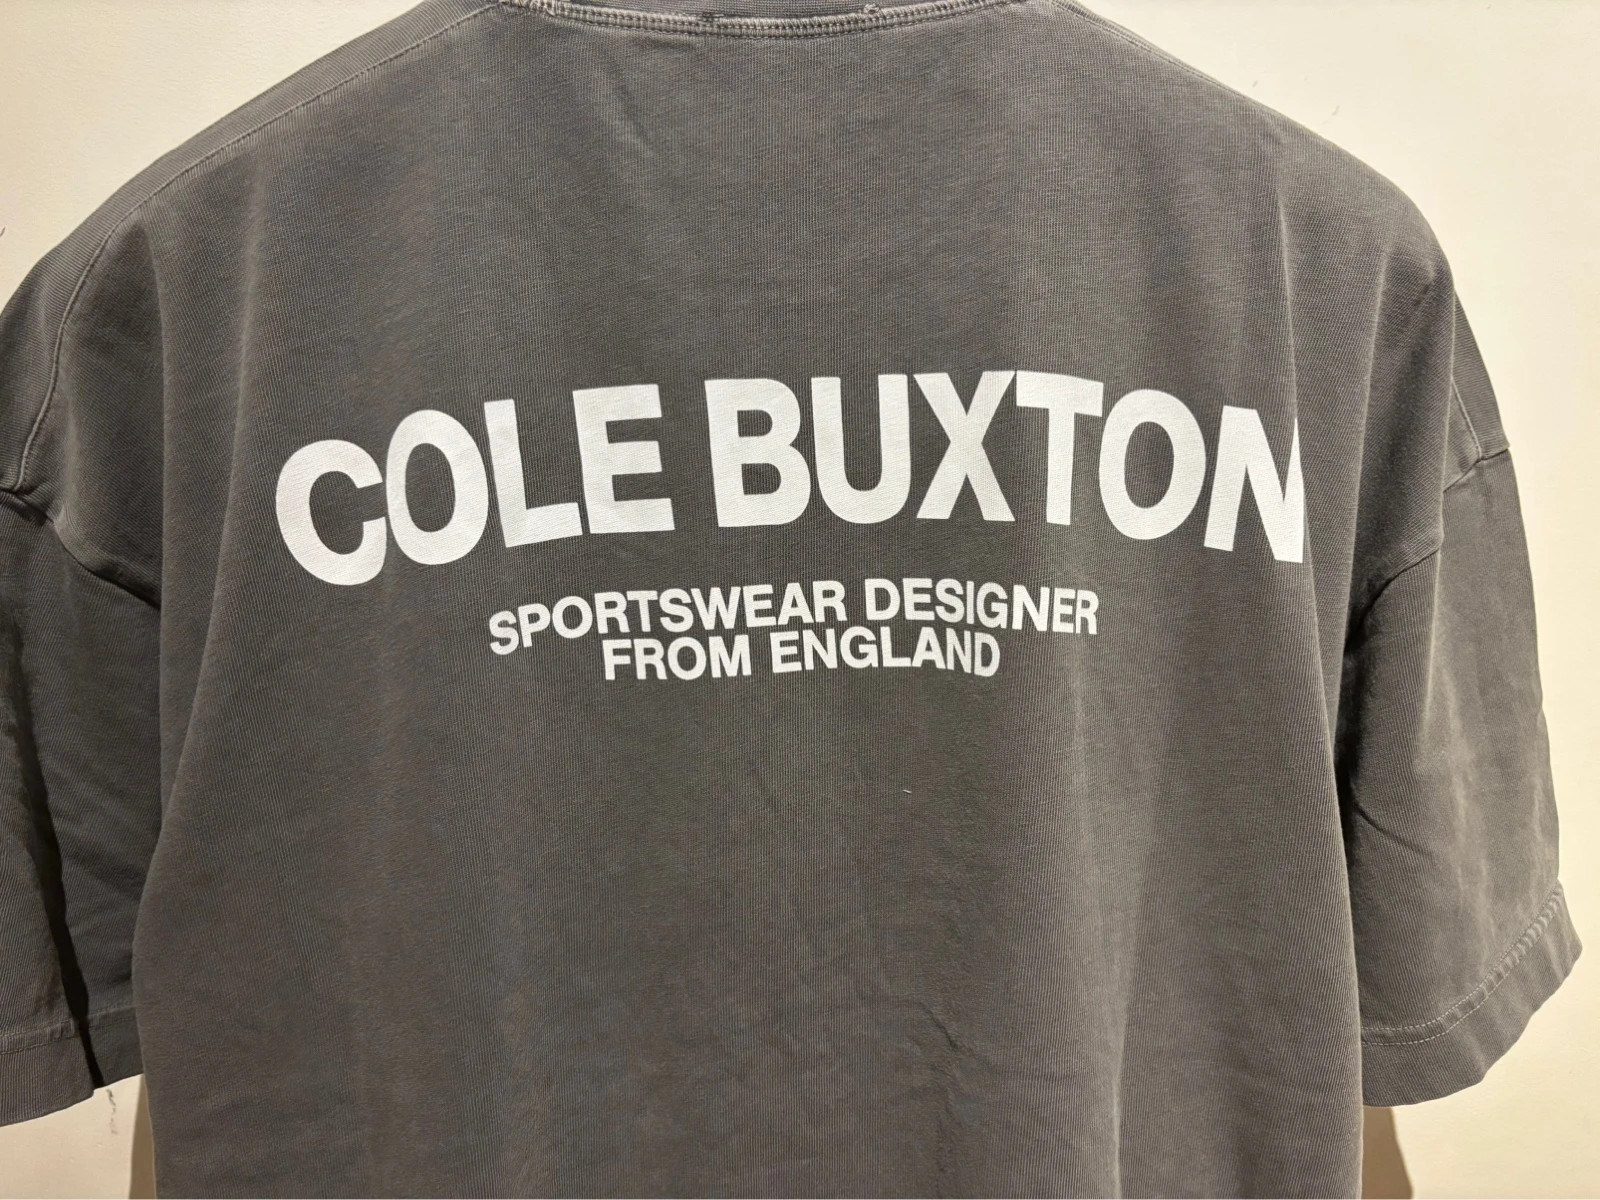 COLE BUXTON
SPORTSWEAR DESIGNER
FROM ENGLAND